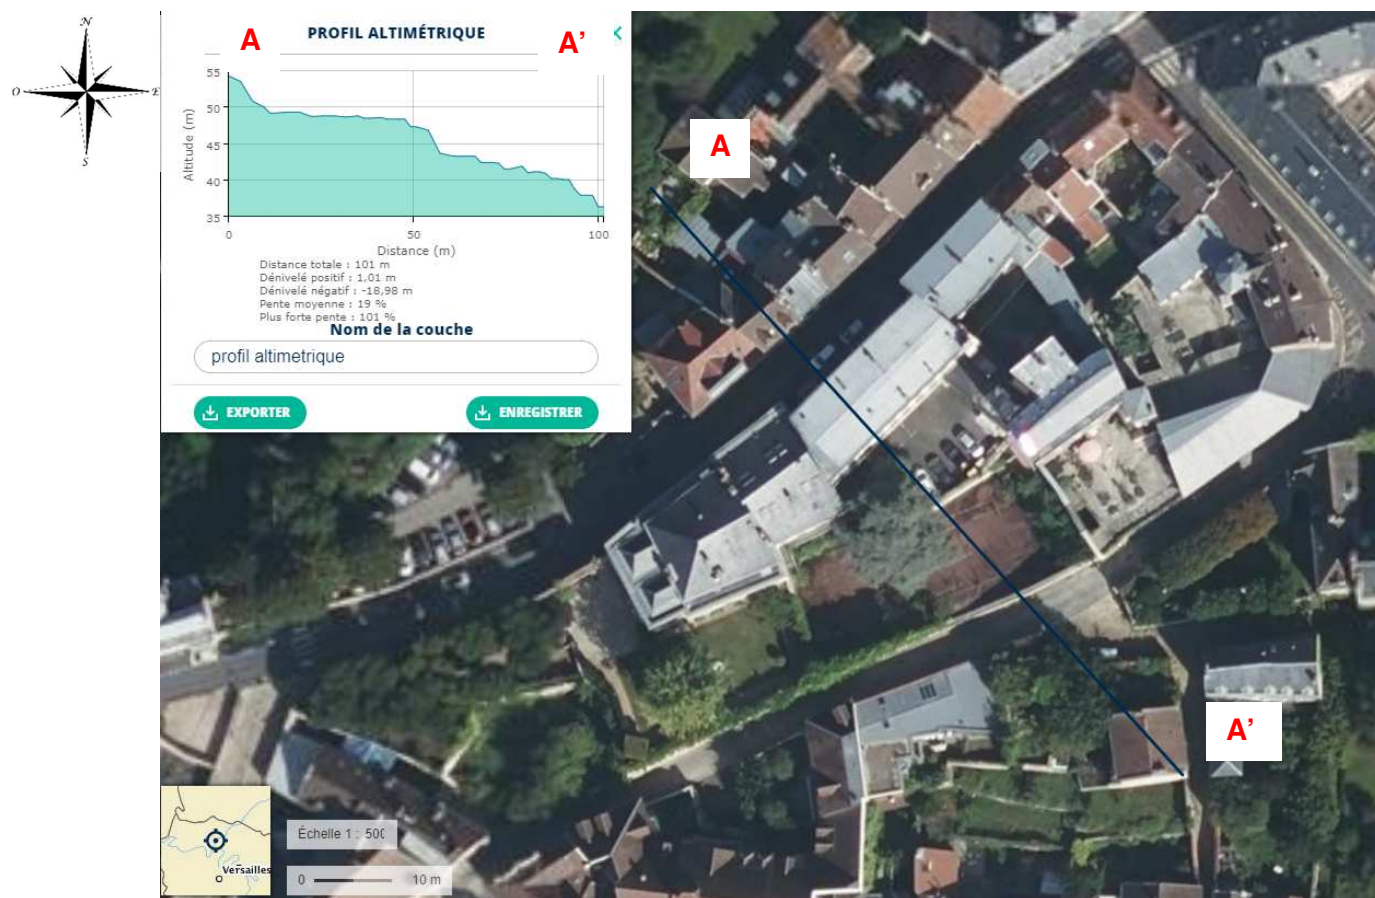 N
O
E
S
A
PROFIL ALTIMÉTRIQUE
A’
55
50
45
40
35
Altitude (m)
0
50
100
Distance (m)
Distance totale : 101 m
Dénivelé positif : 1,01 m
Dénivelé négatif : -18,98 m
Pente moyenne : 19 %
Plus forte pente : 101 %
Nom de la couche
profil altimetrique
EXPORTER
ENREGISTRER
A
A’
Versailles
Échelle 1 : 500
0
10 m